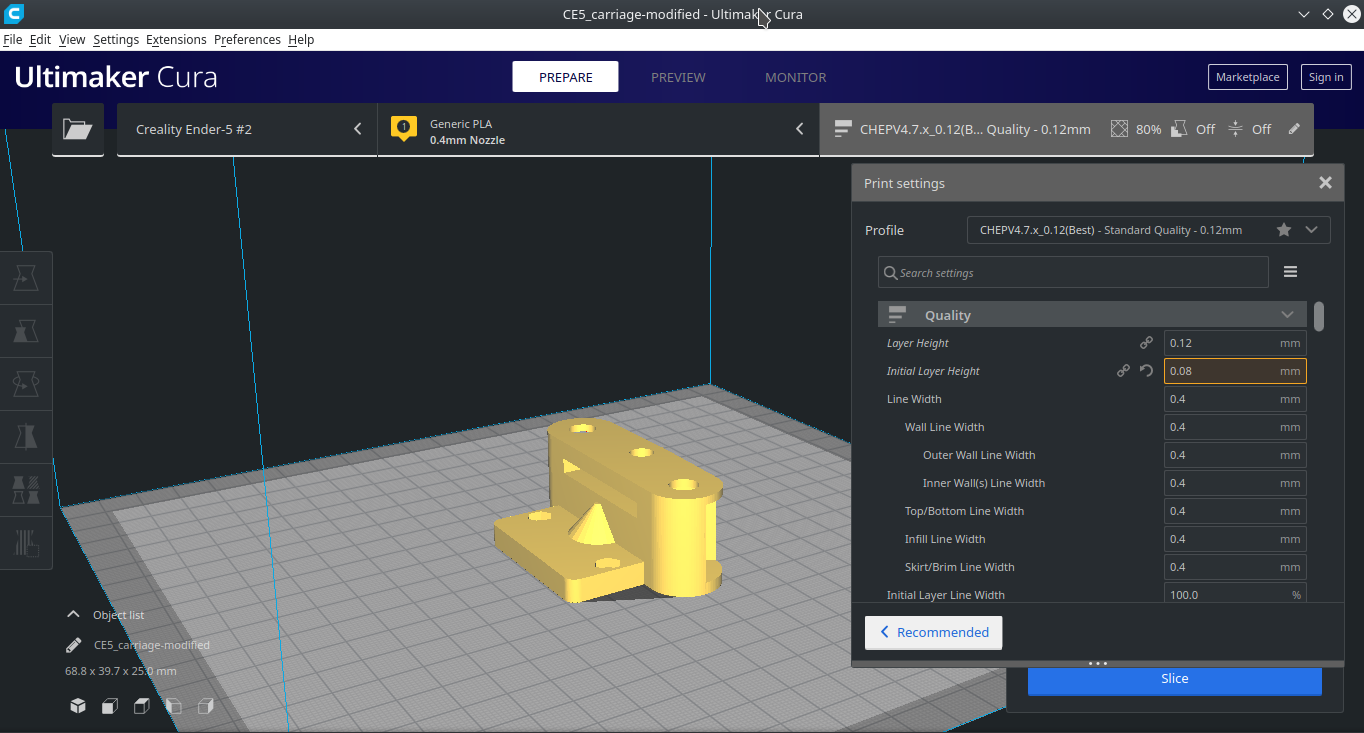 CE5_carriage-modified - Ultimaker Cura
File Edit View Settings Extensions Preferences Help
Ultimaker Cura
PREPARE
PREVIEW
MONITOR
Marketplace
Sign in
Creality Ender-5 #2
1
Generic PLA
0.4mm Nozzle
CHEPV4.7.x_0.12(B... Quality - 0.12mm
80%
Off
Off
Print settings
Profile
CHEPV4.7.x_0.12(Best) - Standard Quality - 0.12mm
Search settings
Quality
Layer Height 0.12 mm
Initial Layer Height 0.08 mm
Line Width 0.4 mm
Wall Line Width 0.4 mm
Outer Wall Line Width 0.4 mm
Inner Wall(s) Line Width 0.4 mm
Top/Bottom Line Width 0.4 mm
Infill Line Width 0.4 mm
Skirt/Brim Line Width 0.4 mm
Initial Layer Line Width 100.0 %
Recommended
Slice
Object list
CE5_carriage-modified
68.8 x 39.7 x 25.0 mm